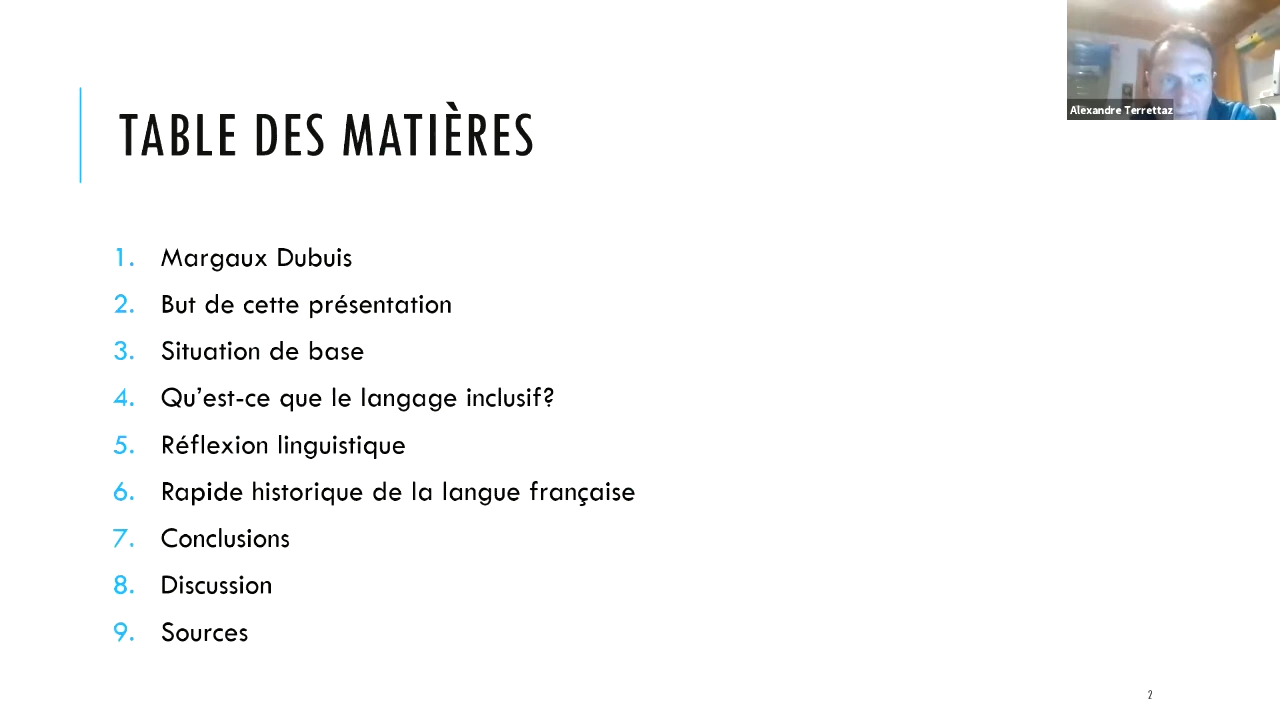 TABLE DES MATIÈRES
Alexandre Terrettaz
1. Margaux Dubuis
2. But de cette présentation
3. Situation de base
4. Qu’est-ce que le langage inclusif?
5. Réflexion linguistique
6. Rapide historique de la langue française
7. Conclusions
8. Discussion
9. Sources
2